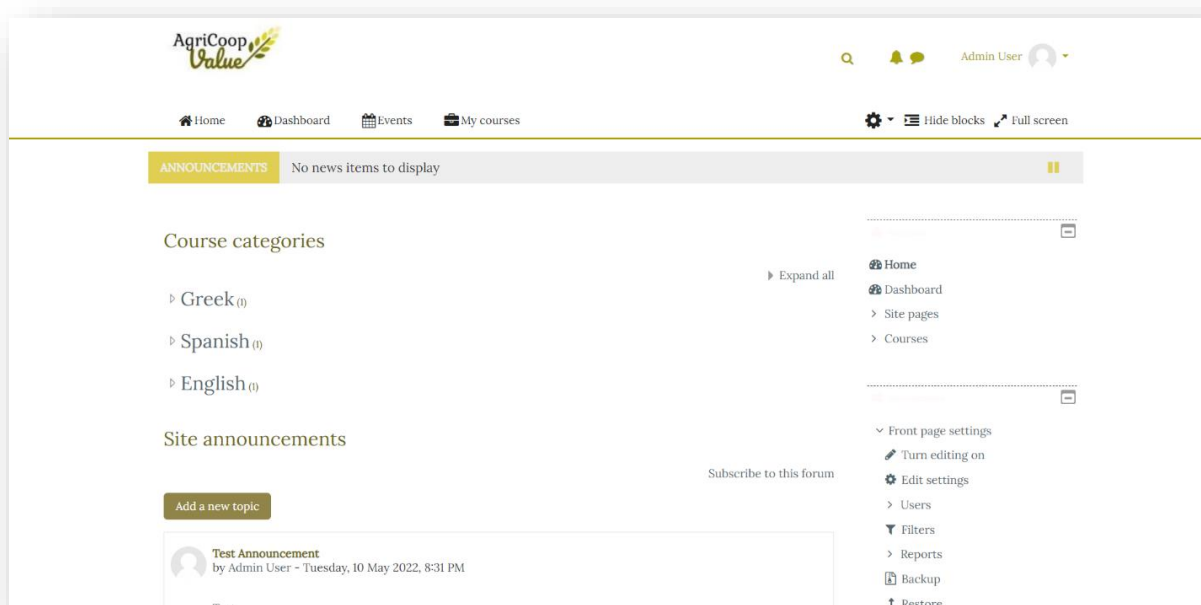 AgriCoop
Value
Admin User
Home Dashboard Events My courses
Hide blocks Full screen
ANNOUNCEMENTS No news items to display
Course categories
Expand all
Greek (1)
Spanish (1)
English (1)
Site announcements
Subscribe to this forum
Add a new topic
Test Announcement
by Admin User - Tuesday, 10 May 2022, 8:31 PM
Home
Dashboard
Site pages
Courses
Front page settings
Turn editing on
Edit settings
Users
Filters
Reports
Backup
Restore